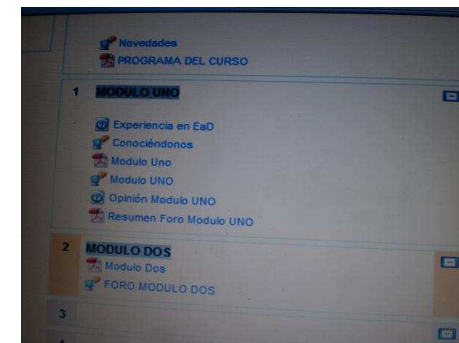 Novedades
PROGRAMA DEL CURSO
1 MODULO UNO
Experiencia en EaD
Conociéndonos
Modulo Uno
Modulo UNO
Opinión Modulo UNO
Resumen Foro Modulo UNO
2 MODULO DOS
Modulo Dos
FORO MODULO DOS
3